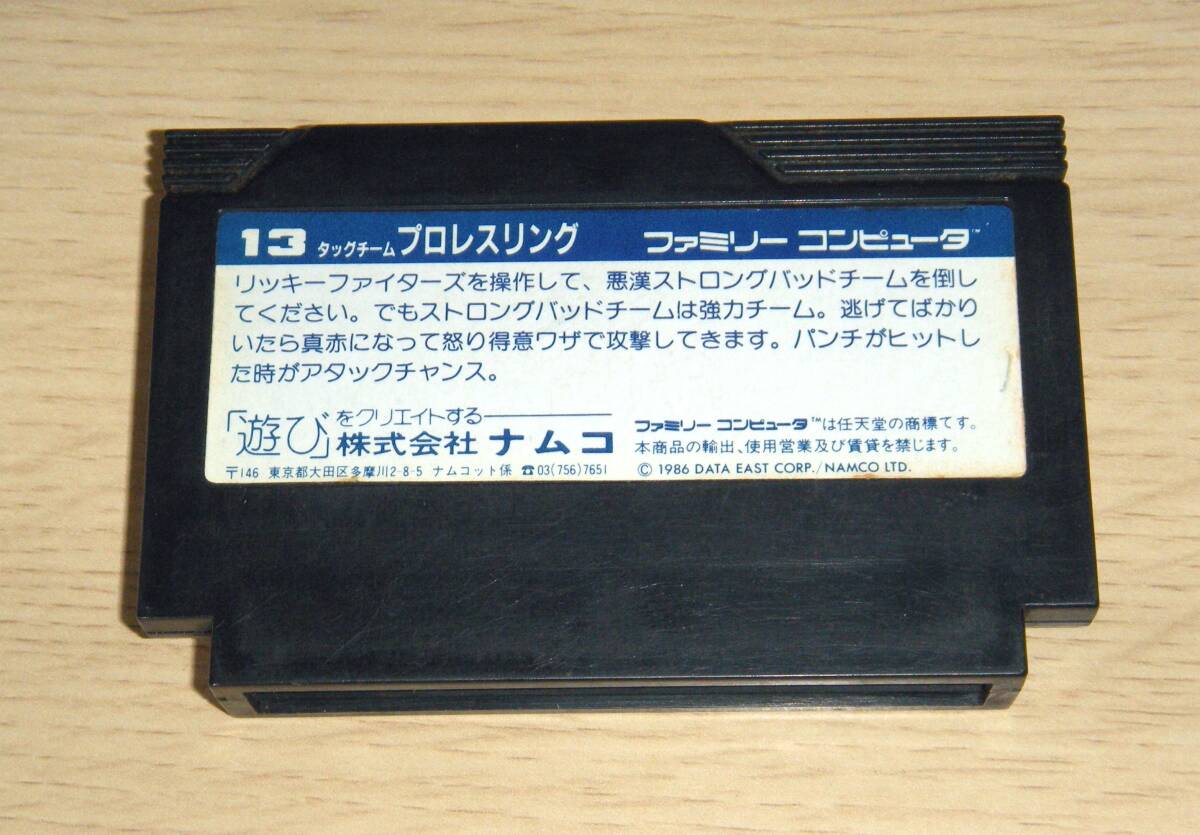 13 タッグチーム プロレスリング ファミリー コンピュータ™
リッキーファイターズを操作して、悪漢ストロングバッドチームを倒し
てください。でもストロングバッドチームは強力チーム。逃げてばかり
いたら真赤になって怒り得意ワザで攻撃してきます。パンチがヒットし
た時がアタックチャンス。
「遊び」をクリエイトする
株式会社 ナムコ
〒146 東京都大田区多摩川2-8-5 ナムコット係 ☎03(756)7651
ファミリー コンピュータ™は任天堂の商標です。
本商品の輸出、使用営業及び賃貸を禁じます。
© 1986 DATA EAST CORP./NAMCO LTD.